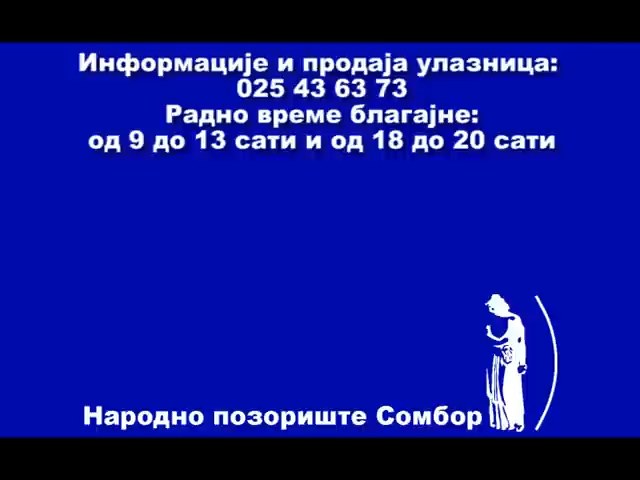 Информације и продаја улазница:
025 43 63 73
Радно време благајне:
од 9 до 13 сати и од 18 до 20 сати
Народно позориште Сомбор